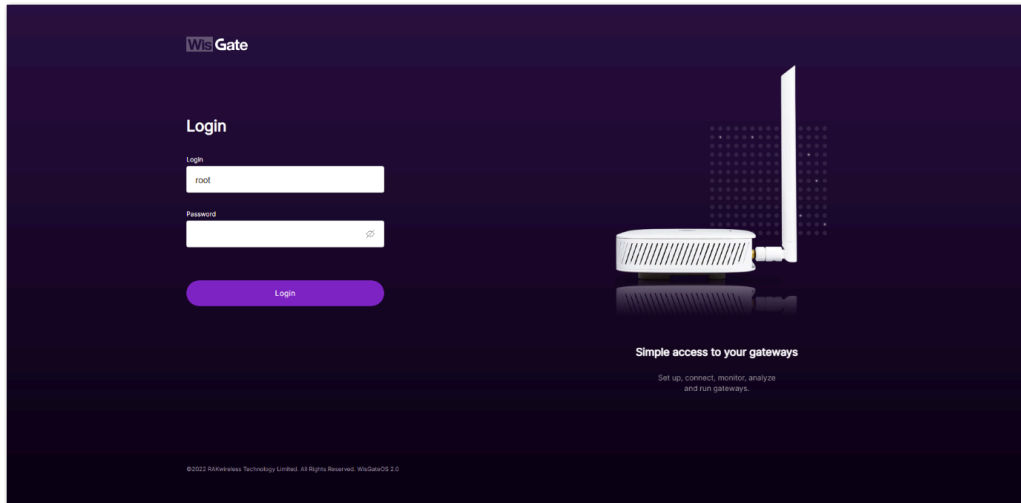 WisGate
Login
Login
root
Password
Login
Simple access to your gateways
Set up, connect, monitor, analyze
and run gateways.
©2022 RAKwireless Technology Limited. All Rights Reserved. WisGateOS 2.0